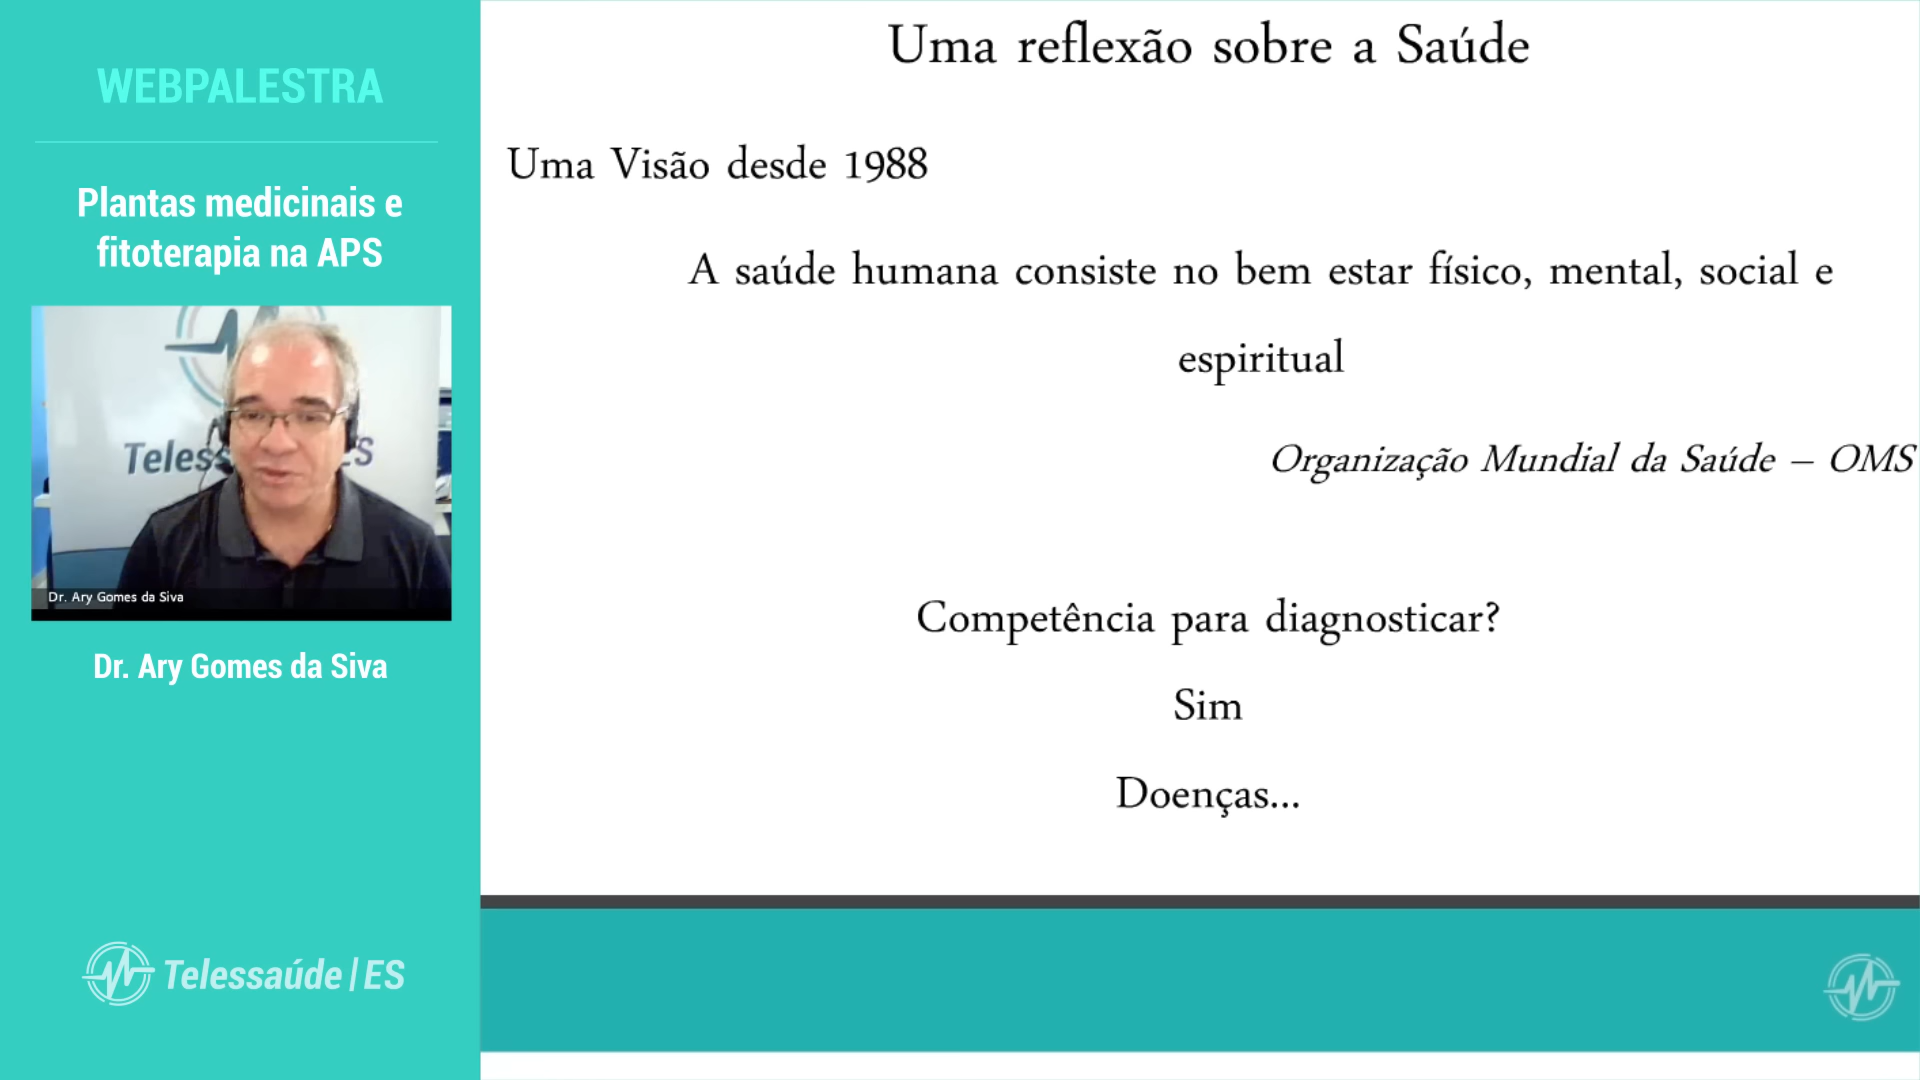 WEBPALESTRA
Plantas medicinais e
fitoterapia na APS
Teless ES
Dr. Ary Gomes da Siva
Dr. Ary Gomes da Siva
Telessaúde|ES
Uma reflexão sobre a Saúde
Uma Visão desde 1988
A saúde humana consiste no bem estar físico, mental, social e
espiritual
Organização Mundial da Saúde – OMS
Competência para diagnosticar?
Sim
Doenças...